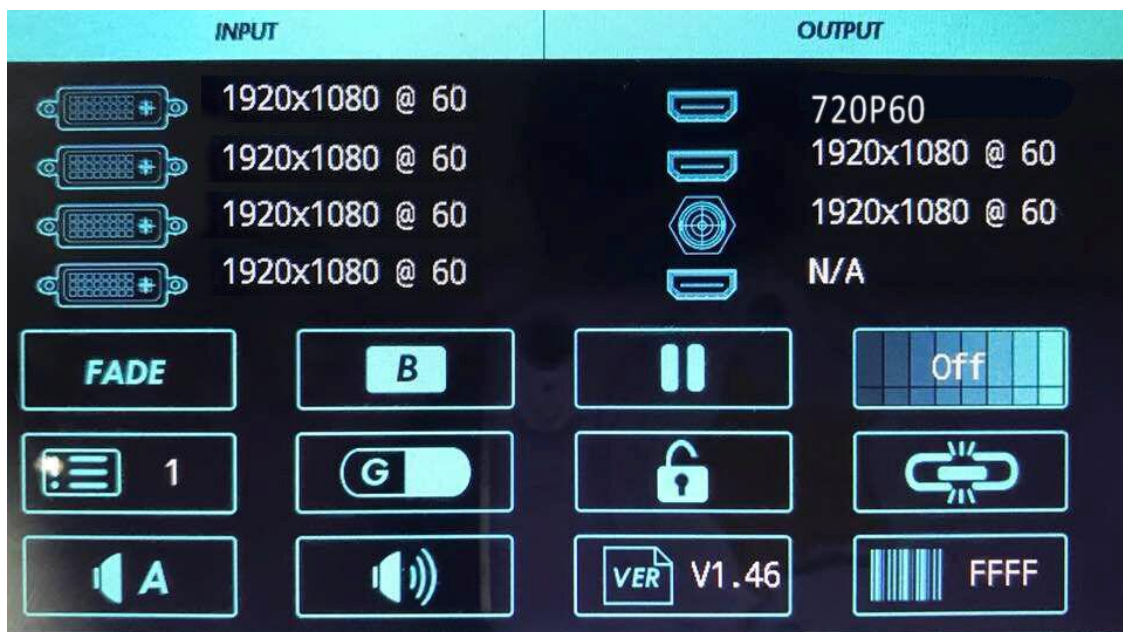 INPUT
OUTPUT
1920x1080 @ 60
720P60
1920x1080 @ 60
1920x1080 @ 60
1920x1080 @ 60
1920x1080 @ 60
1920x1080 @ 60
N/A
FADE
B
Off
1
G
A
VER V1.46
FFFF